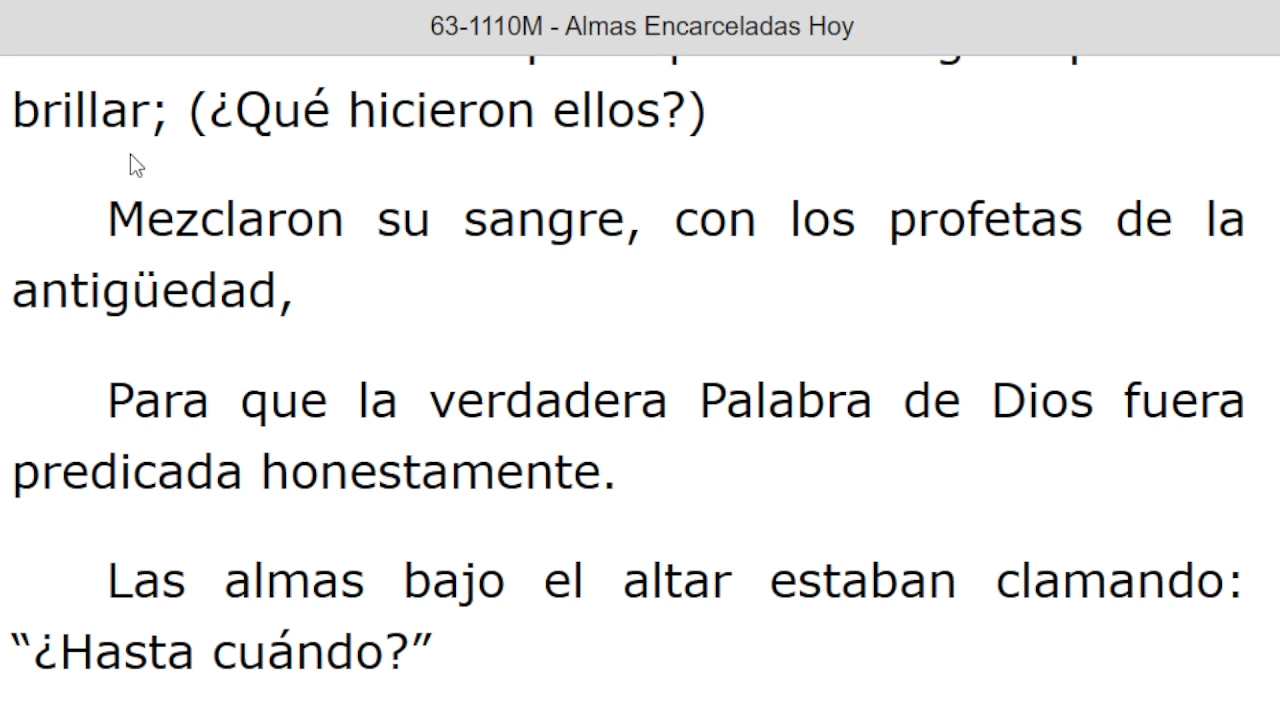 63-1110M - Almas Encarceladas Hoy
brillar; (¿Qué hicieron ellos?)
Mezclaron su sangre, con los profetas de la
antigüedad,
Para que la verdadera Palabra de Dios fuera
predicada honestamente.
Las almas bajo el altar estaban clamando:
“¿Hasta cuándo?”